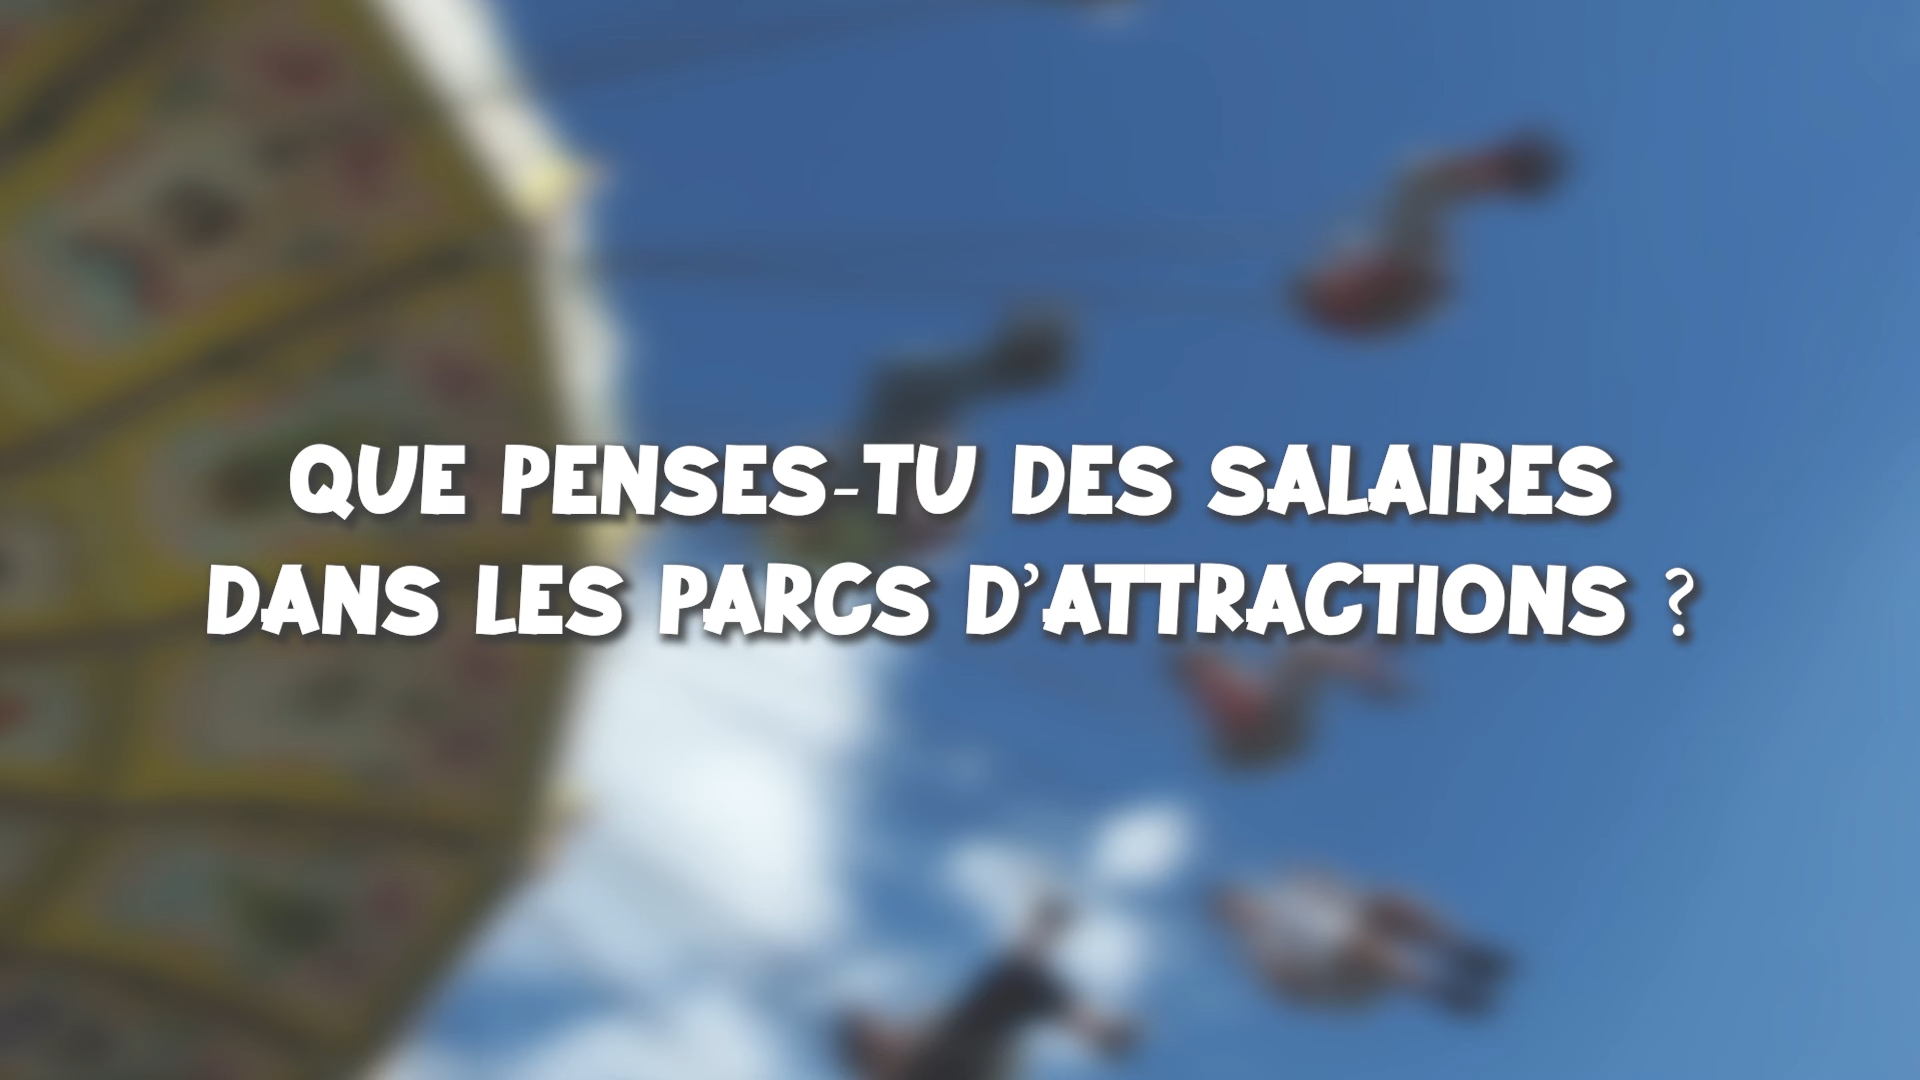 QUE PENSES-TU DES SALAIRES
DANS LES PARCS D'ATTRACTIONS ?